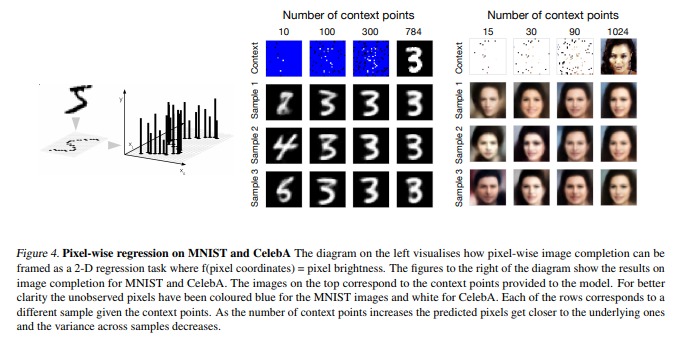 Number of context points
10 100 300 784
Context
Sample 1
Sample 2
Sample 3
Number of context points
15 30 90 1024
Context
Sample 1
Sample 2
Sample 3
Figure 4. Pixel-wise regression on MNIST and CelebA The diagram on the left visualises how pixel-wise image completion can be
framed as a 2-D regression task where f(pixel coordinates) = pixel brightness. The figures to the right of the diagram show the results on
image completion for MNIST and CelebA. The images on the top correspond to the context points provided to the model. For better
clarity the unobserved pixels have been coloured blue for the MNIST images and white for CelebA. Each of the rows corresponds to a
different sample given the context points. As the number of context points increases the predicted pixels get closer to the underlying ones
and the variance across samples decreases.